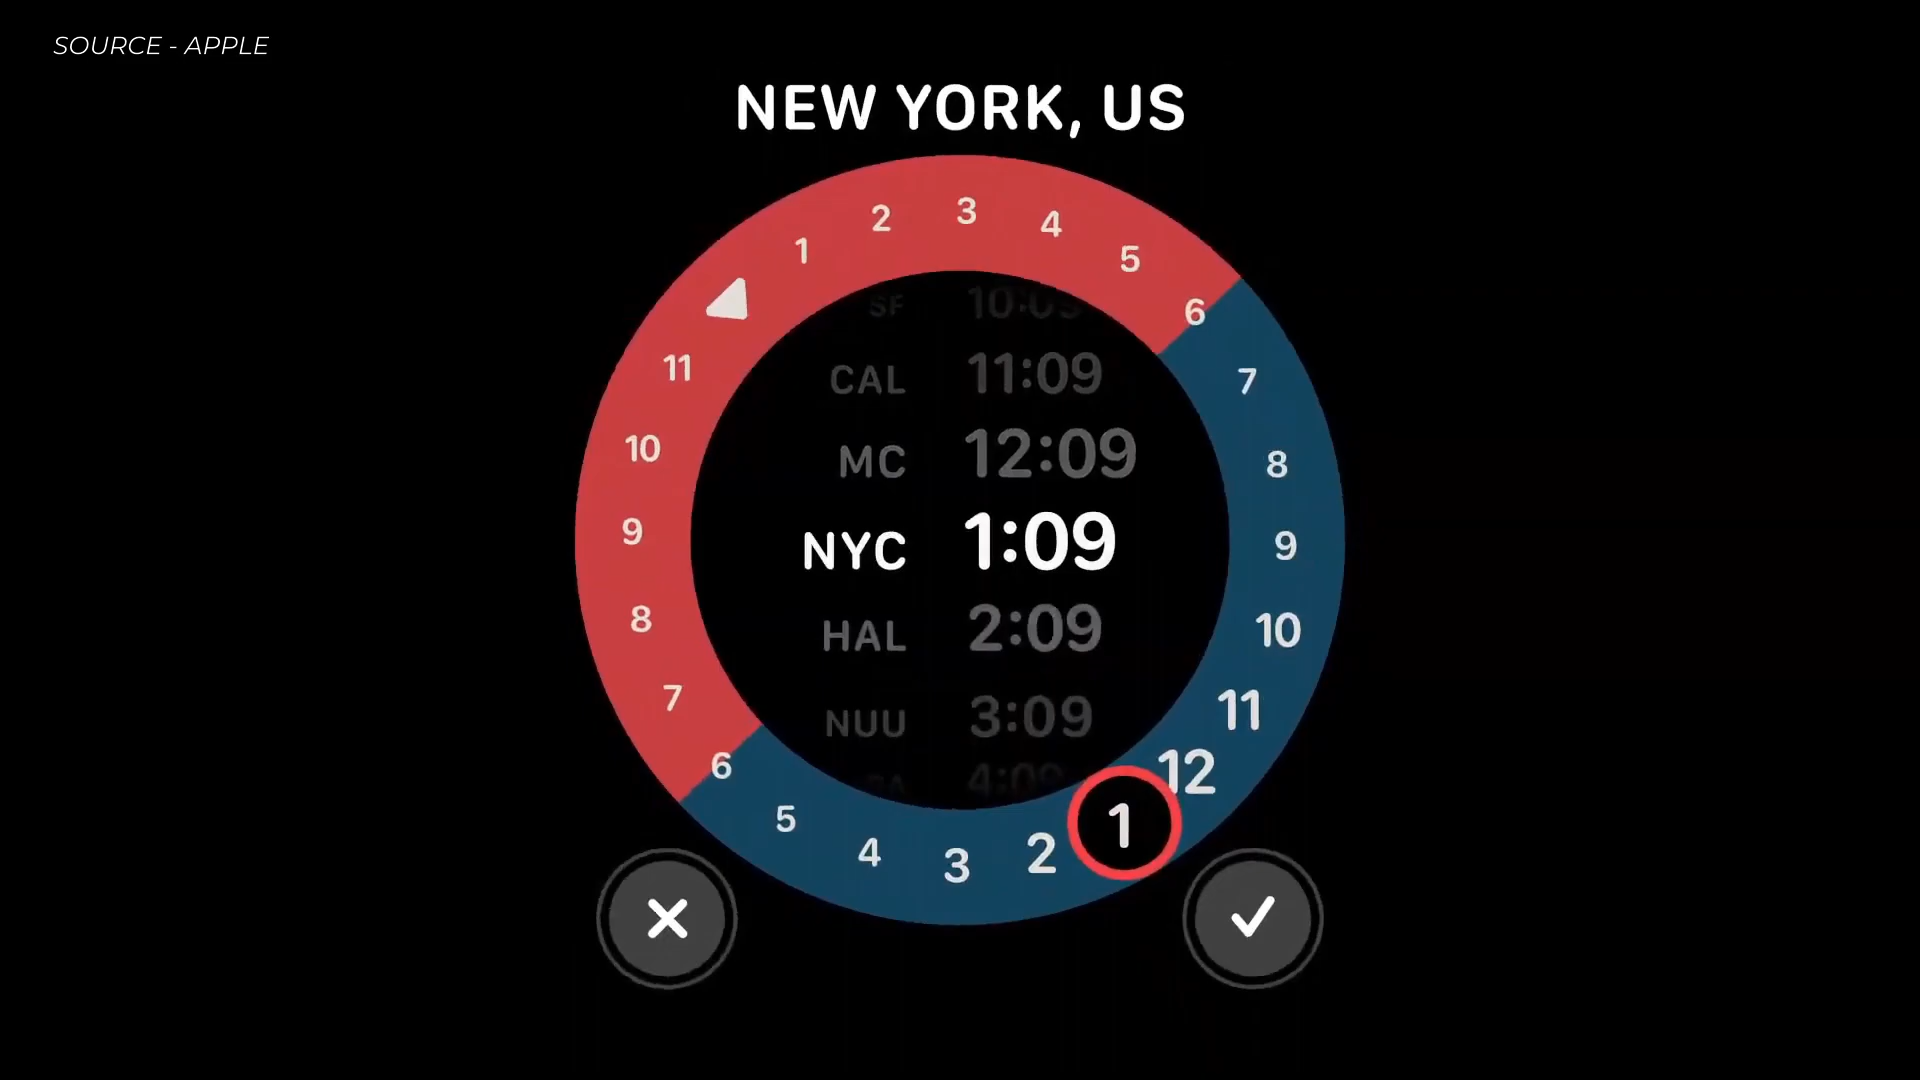 SOURCE - APPLE
NEW YORK, US
1 2 3 4 5 6 7 8 9 10 11 12 1 2 3 4 5 6 7 8 9 10 11
SF
CAL 11:09
MC 12:09
NYC 1:09
HAL 2:09
NUU 3:09